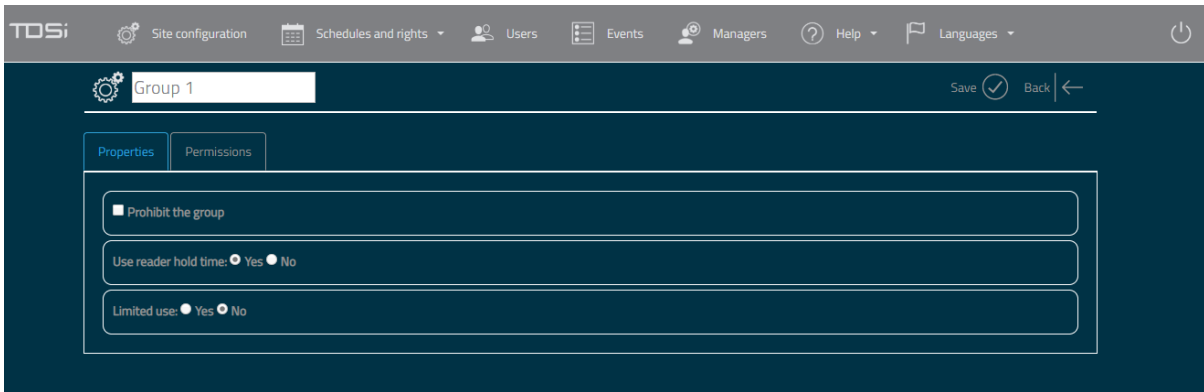 TDSi Site configuration Schedules and rights Users Events Managers Help Languages
Group 1 Save Back
Properties Permissions
Prohibit the group
Use reader hold time: Yes No
Limited use: Yes No